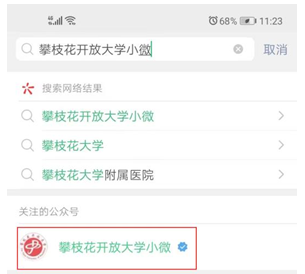 68% 11:23
攀枝花开放大学小微 取消
搜索网络结果
攀枝花开放大学小微
攀枝花大学
攀枝花大学附属医院
关注的公众号
攀枝花开放大学小微